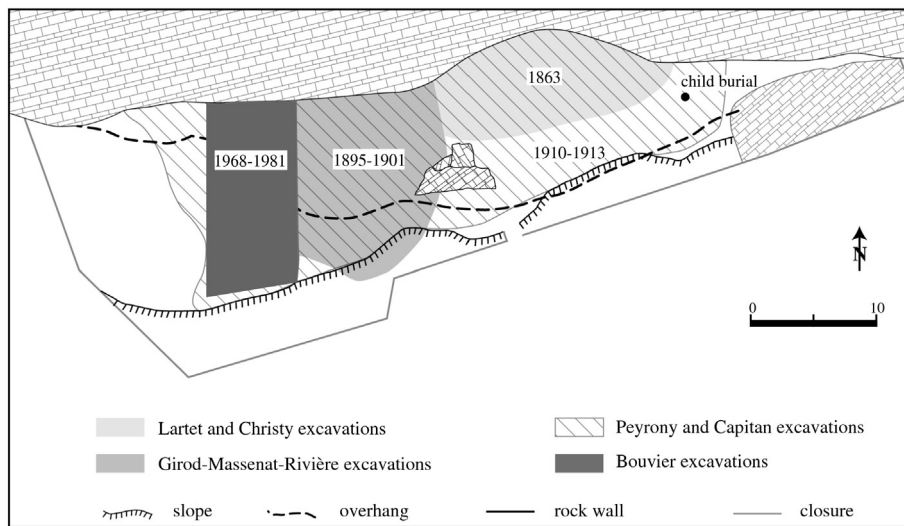 1863
child burial
1968-1981
1895-1901
1910-1913
N
0
10
Lartet and Christy excavations
Peyrony and Capitan excavations
Girod-Massenat-Rivière excavations
Bouvier excavations
slope
overhang
rock wall
closure